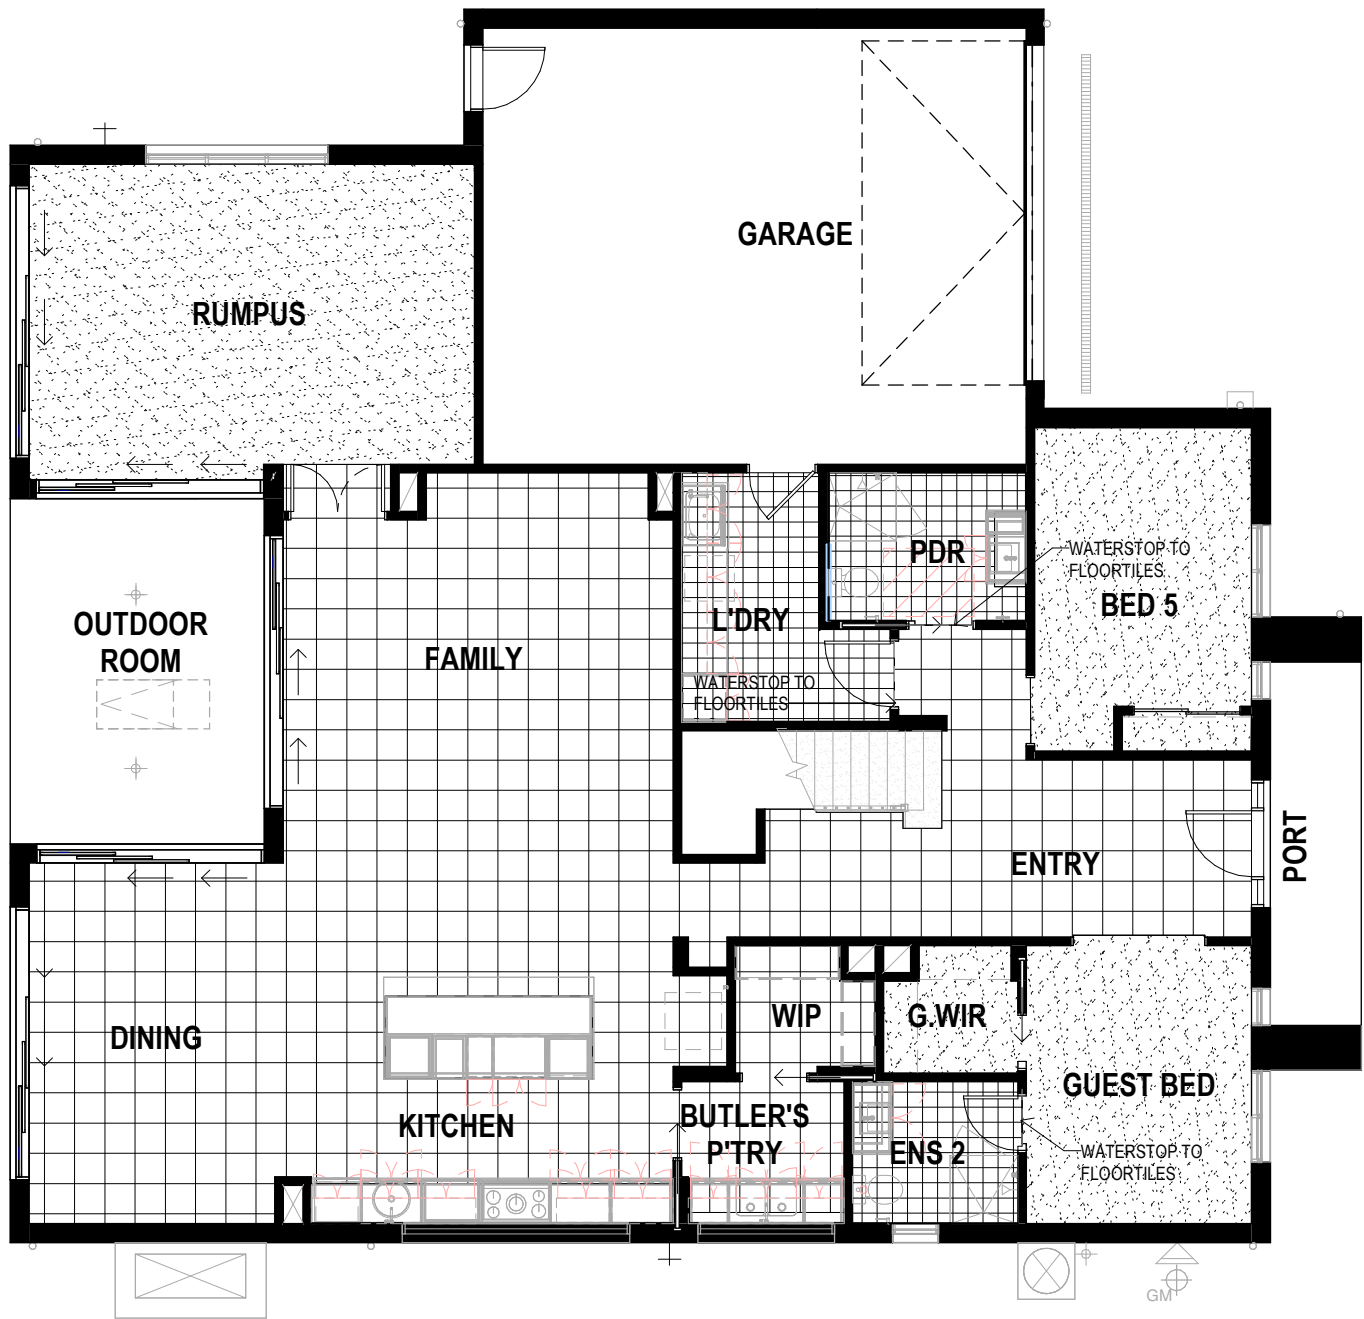 GARAGE
RUMPUS
PDR
WATERSTOP TO
FLOORTILES
BED 5
L'DRY
OUTDOOR
ROOM
FAMILY
WATERSTOP TO
FLOORTILES
PORT
ENTRY
WIP
G.WIR
DINING
GUEST BED
KITCHEN
BUTLER'S
P'TRY
ENS 2
WATERSTOP TO
FLOORTILES
GM